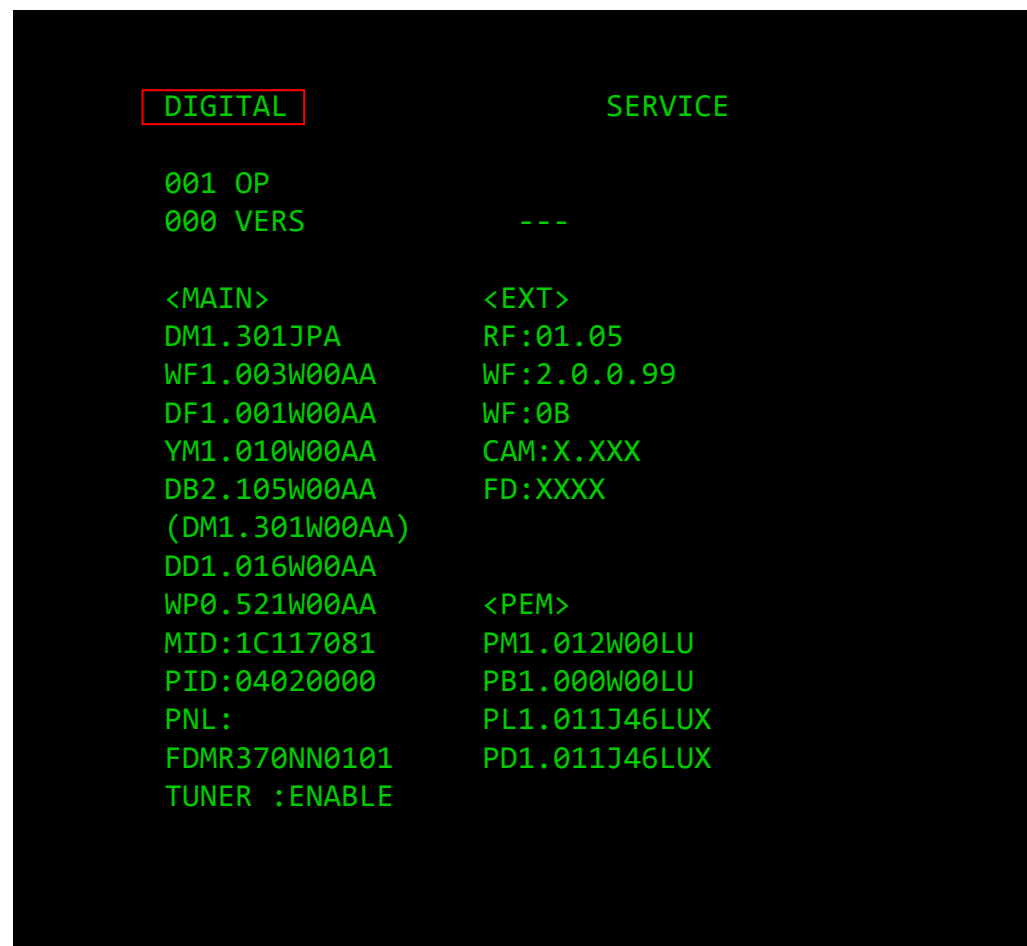 DIGITAL SERVICE
001 OP
000 VERS ---
<MAIN> <EXT>
DM1.301JPA RF:01.05
WF1.003W00AA WF:2.0.0.99
DF1.001W00AA WF:0B
YM1.010W00AA CAM:X.XXX
DB2.105W00AA FD:XXXX
(DM1.301W00AA)
DD1.016W00AA
WP0.521W00AA <PEM>
MID:1C117081 PM1.012W00LU
PID:04020000 PB1.000W00LU
PNL: PL1.011J46LUX
FDMR370NN0101 PD1.011J46LUX
TUNER :ENABLE